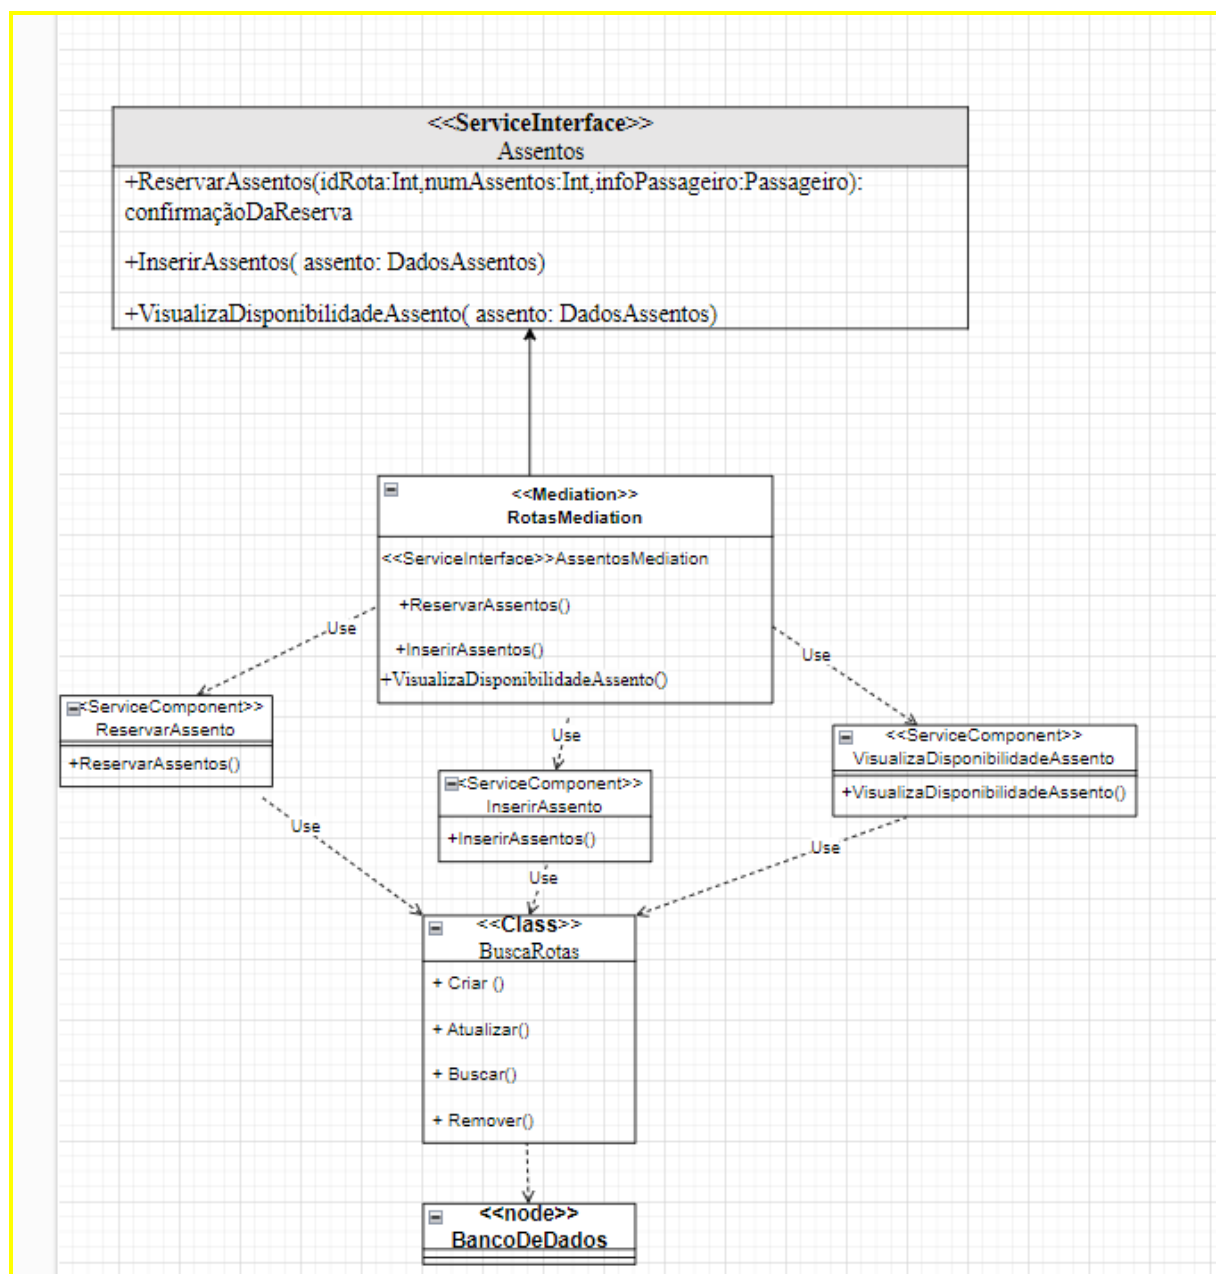 <<ServiceInterface>>
Assentos
+ReservarAssentos(idRota:Int,numAssentos:Int,infoPassageiro:Passageiro):
confirmaçãoDaReserva
+InserirAssentos( assento: DadosAssentos)
+VisualizaDisponibilidadeAssento( assento: DadosAssentos)
<<Mediation>>
RotasMediation
<<ServiceInterface>>AssentosMediation
+ReservarAssentos()
+InserirAssentos()
+VisualizaDisponibilidadeAssento()
Use
Use
Use
<ServiceComponent>>
ReservarAssento
+ReservarAssentos()
<ServiceComponent>>
InserirAssento
+InserirAssentos()
<<ServiceComponent>>
VisualizaDisponibilidadeAssento
+VisualizaDisponibilidadeAssento()
Use
Use
Use
<<Class>>
BuscaRotas
+ Criar ()
+ Atualizar()
+ Buscar()
+ Remover()
<<node>>
BancoDeDados